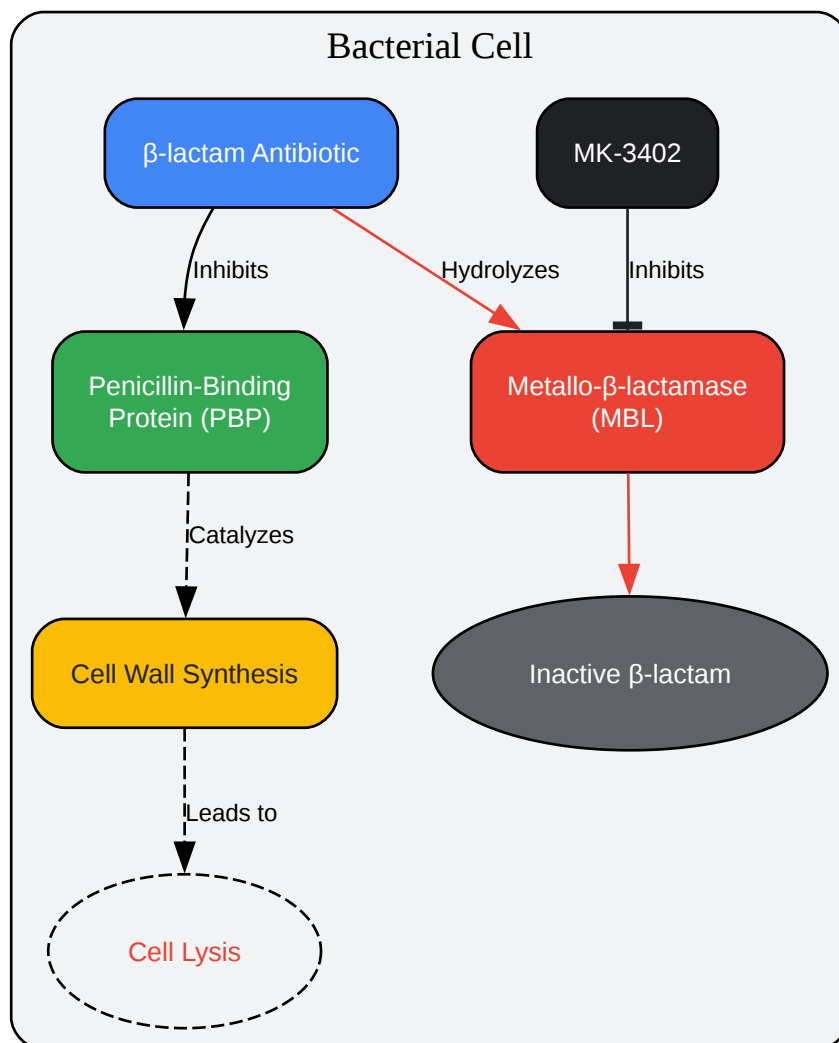 Bacterial Cell
β-lactam Antibiotic
MK-3402
Inhibits
Hydrolyzes
Inhibits
Penicillin-Binding
Protein (PBP)
Metallo-β-lactamase
(MBL)
Catalyzes
Cell Wall Synthesis
Inactive β-lactam
Leads to
Cell Lysis